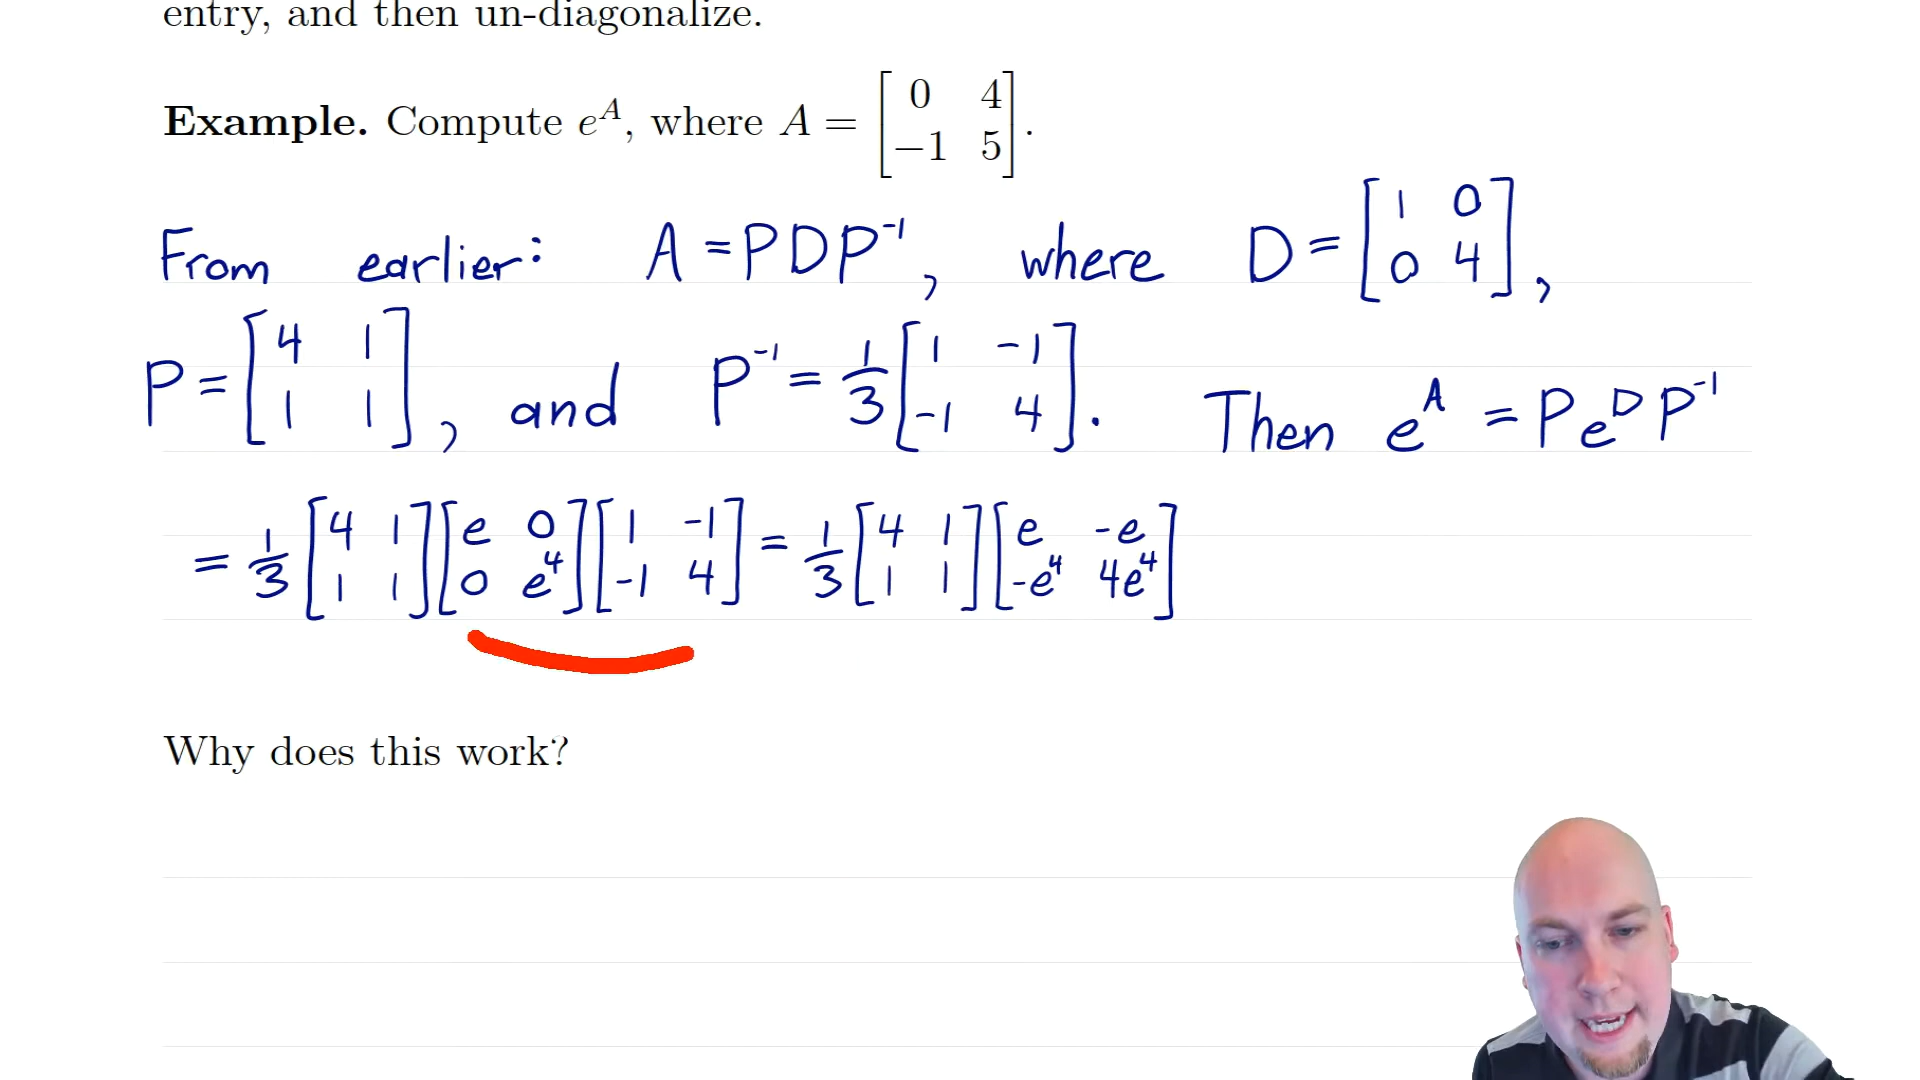 entry, and then un-diagonalize.
Example. Compute e^A, where A = [0 4; −1 5].
From earlier: A = PDP^-1, where D = [1 0; 0 4],
P = [4 1; 1 1], and P^-1 = 1/3 [1 -1; -1 4]. Then e^A = Pe^DP^-1
= 1/3 [4 1; 1 1] [e 0; 0 e^4] [1 -1; -1 4] = 1/3 [4 1; 1 1] [e -e; -e^4 4e^4]
Why does this work?